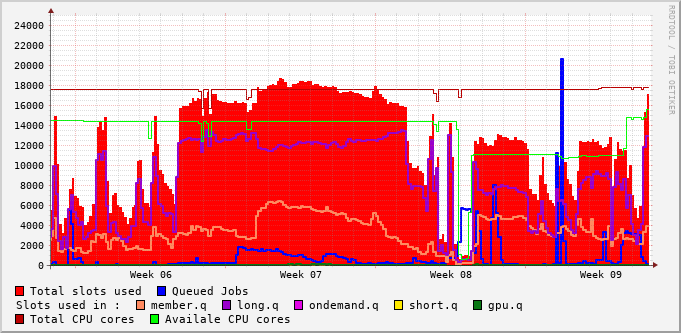 24000
22000
20000
18000
16000
14000
12000
10000
8000
6000
4000
2000
0
Week 06 Week 07 Week 08 Week 09
RRDTOOL / TOBI OETIKER
Total slots used Queued Jobs
Slots used in : member.q long.q ondemand.q short.q gpu.q
Total CPU cores Availale CPU cores